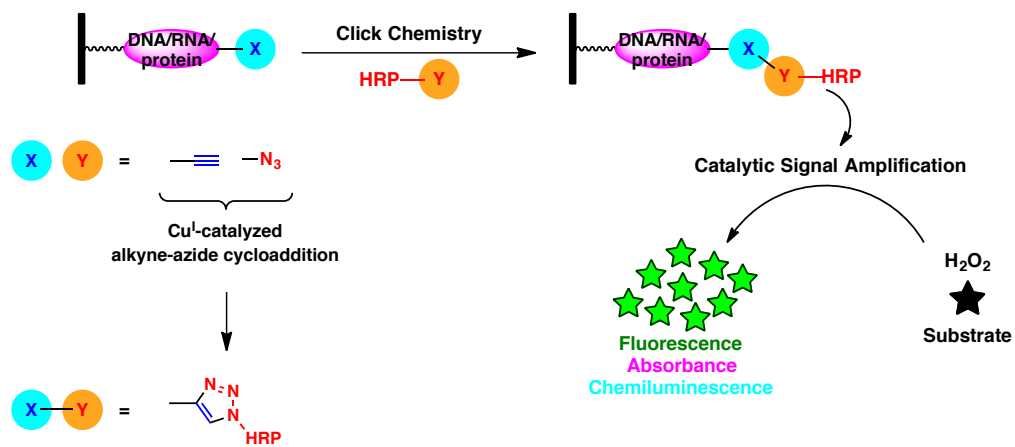 DNA/RNA/
protein
X
Click Chemistry
HRP
Y
DNA/RNA/
protein
X
Y
HRP
X Y = N₃
Cuᴵ-catalyzed
alkyne-azide cycloaddition
Catalytic Signal Amplification
H₂O₂
Substrate
Fluorescence
Absorbance
Chemiluminescence
X Y =
N
N
N
HRP